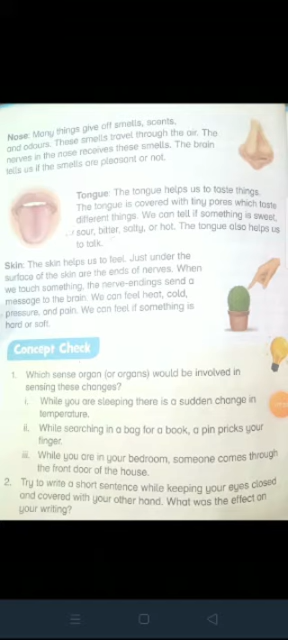 Nose: Many things give off smells, scents,
and odours. These smells travel through the air. The
nerves in the nose receives these smells. The brain
tells us if the smells are pleasant or not.
Tongue: The tongue helps us to taste things.
The tongue is covered with tiny pores which taste
different things. We can tell if something is sweet,
sour, bitter, salty, or hot. The tongue also helps us
to talk.
Skin: The skin helps us to feel. Just under the
surface of the skin are the ends of nerves. When
we touch something, the nerve-endings send a
message to the brain. We can feel heat, cold,
pressure, and pain. We can feel if something is
hard or soft.
Concept Check
1. Which sense organ (or organs) would be involved in
sensing these changes?
i. While you are sleeping there is a sudden change in
temperature.
ii. While searching in a bag for a book, a pin pricks your
finger.
iii. While you are in your bedroom, someone comes through
the front door of the house.
2. Try to write a short sentence while keeping your eyes closed
and covered with your other hand. What was the effect on
your writing?